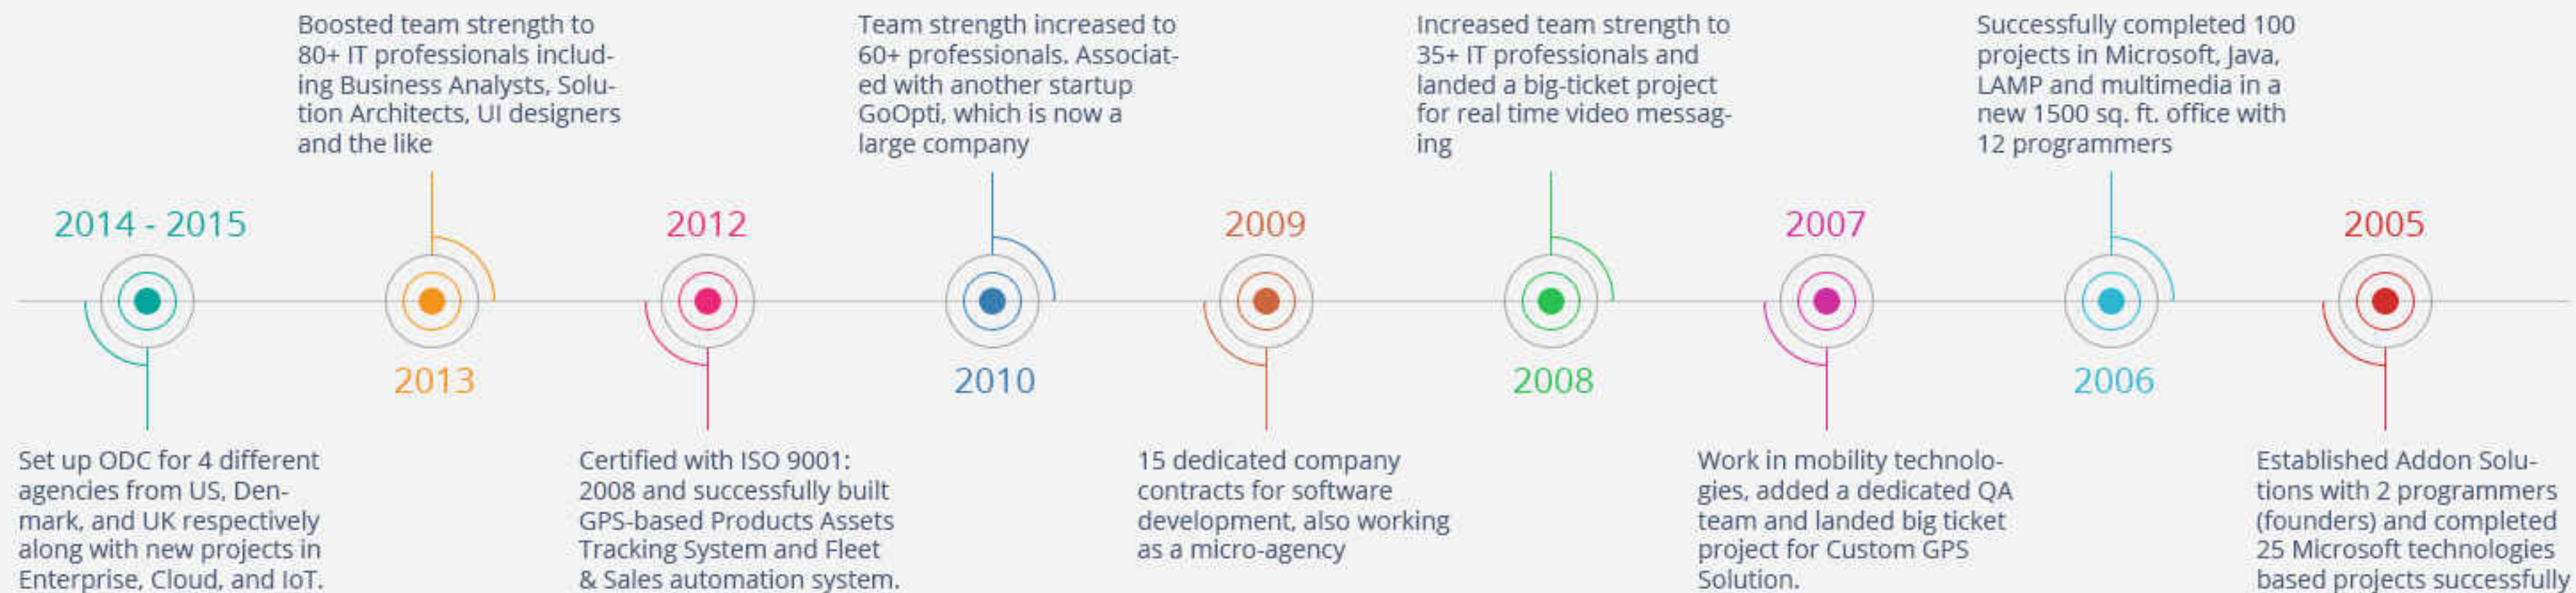 2014 - 2015
Set up ODC for 4 different
agencies from US, Den-
mark, and UK respectively
along with new projects in
Enterprise, Cloud, and IoT.
Boosted team strength to
80+ IT professionals includ-
ing Business Analysts, Solu-
tion Architects, UI designers
and the like
2013
2012
Certified with ISO 9001:
2008 and successfully built
GPS-based Products Assets
Tracking System and Fleet
& Sales automation system.
Team strength increased to
60+ professionals. Associat-
ed with another startup
GoOpti, which is now a
large company
2010
2009
15 dedicated company
contracts for software
development, also working
as a micro-agency
Increased team strength to
35+ IT professionals and
landed a big-ticket project
for real time video messag-
ing
2008
2007
Work in mobility technolo-
gies, added a dedicated QA
team and landed big ticket
project for Custom GPS
Solution.
Successfully completed 100
projects in Microsoft, Java,
LAMP and multimedia in a
new 1500 sq. ft. office with
12 programmers
2006
2005
Established Addon Solu-
tions with 2 programmers
(founders) and completed
25 Microsoft technologies
based projects successfully